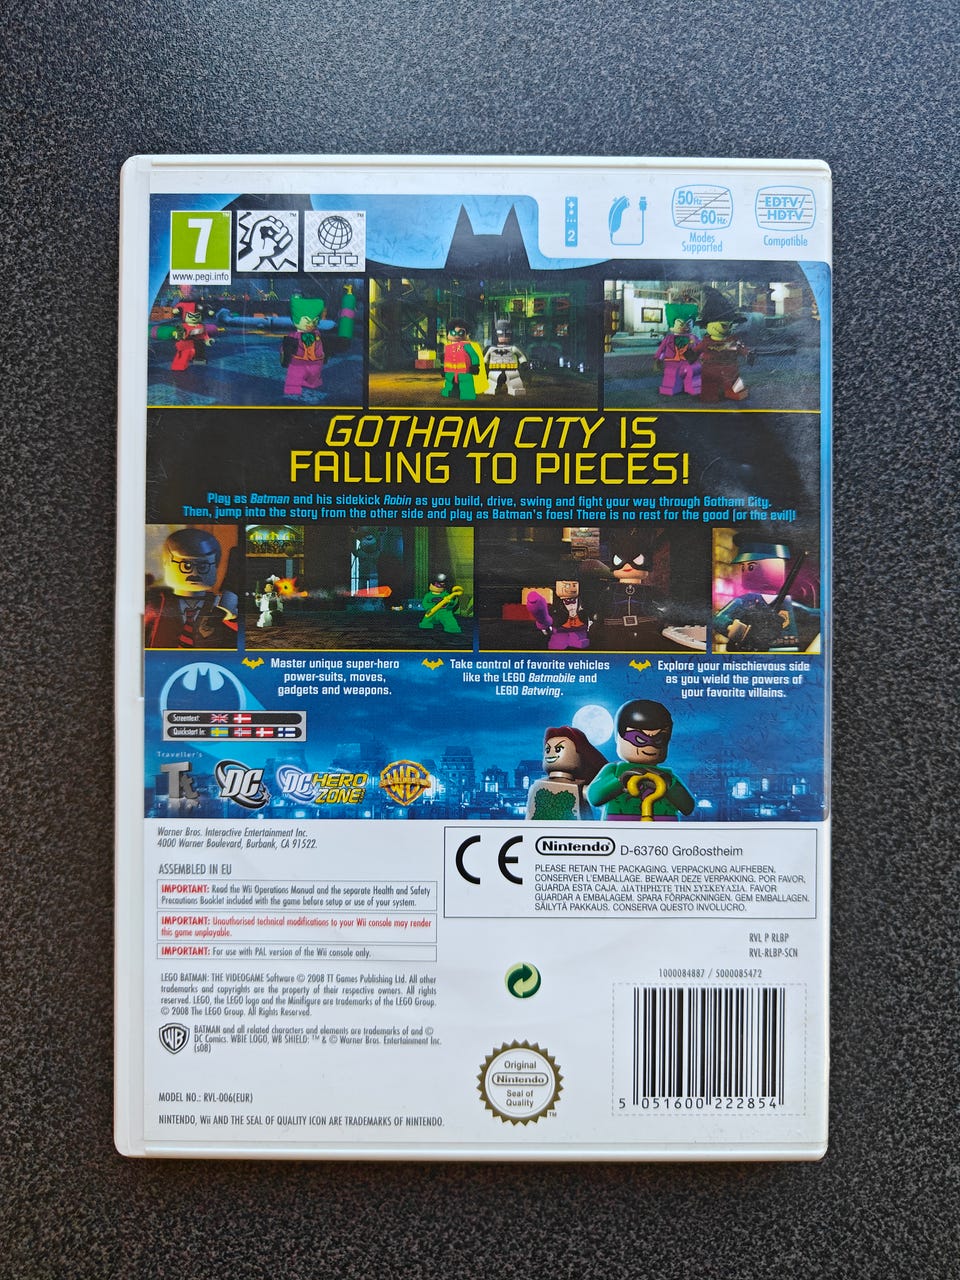 7
www.pegi.info
™
™
2
50Hz
60Hz
Modes
Supported
EDTV/
HDTV
Compatible
GOTHAM CITY IS
FALLING TO PIECES!
Play as Batman and his sidekick Robin as you build, drive, swing and fight your way through Gotham City.
Then, jump into the story from the other side and play as Batman's foes! There is no rest for the good (or the evil)!
Master unique super-hero
power-suits, moves,
gadgets and weapons.
Take control of favorite vehicles
like the LEGO Batmobile and
LEGO Batwing.
Explore your mischievous side
as you wield the powers of
your favorite villains.
Screentext:
Quickstart in:
Traveller's
Tt
DC
DC HERO
ZONE
WB
Warner Bros. Interactive Entertainment Inc.
4000 Warner Boulevard, Burbank, CA 91522.
ASSEMBLED IN EU
IMPORTANT: Read the Wii Operations Manual and the separate Health and Safety
Precautions Booklet included with the game before setup or use of your system.
IMPORTANT: Unauthorised technical modifications to your Wii console may render
this game unplayable.
IMPORTANT: For use with PAL version of the Wii console only.
LEGO BATMAN: THE VIDEOGAME Software © 2008 TT Games Publishing Ltd. All other
trademarks and copyrights are the property of their respective owners. All rights
reserved. LEGO, the LEGO logo and the Minifigure are trademarks of the LEGO Group.
© 2008 The LEGO Group. All Rights Reserved.
WB
BATMAN and all related characters and elements are trademarks of and ©
DC Comics. WBIE LOGO, WB SHIELD: ™ & © Warner Bros. Entertainment Inc.
(s08)
MODEL NO.: RVL-006(EUR)
NINTENDO, Wii AND THE SEAL OF QUALITY ICON ARE TRADEMARKS OF NINTENDO.
CE
Nintendo® D-63760 Großostheim
PLEASE RETAIN THE PACKAGING. VERPACKUNG AUFHEBEN.
CONSERVER L'EMBALLAGE. BEWAAR DEZE VERPAKKING. POR FAVOR,
GUARDA ESTA CAJA. ΔΙΑΤΗΡΗΣΤΕ ΤΗΝ ΣΥΣΚΕΥΑΣΙΑ. FAVOR
GUARDAR A EMBALAGEM. SPARA FÖRPACKNINGEN. GEM EMBALLAGEN.
SÄILYTÄ PAKKAUS. CONSERVA QUESTO INVOLUCRO.
RVL P RLBP
RVL-RLBP-SCN
1000084887 / S000085472
Original
Nintendo
Seal of
Quality
™
5 051600 222854